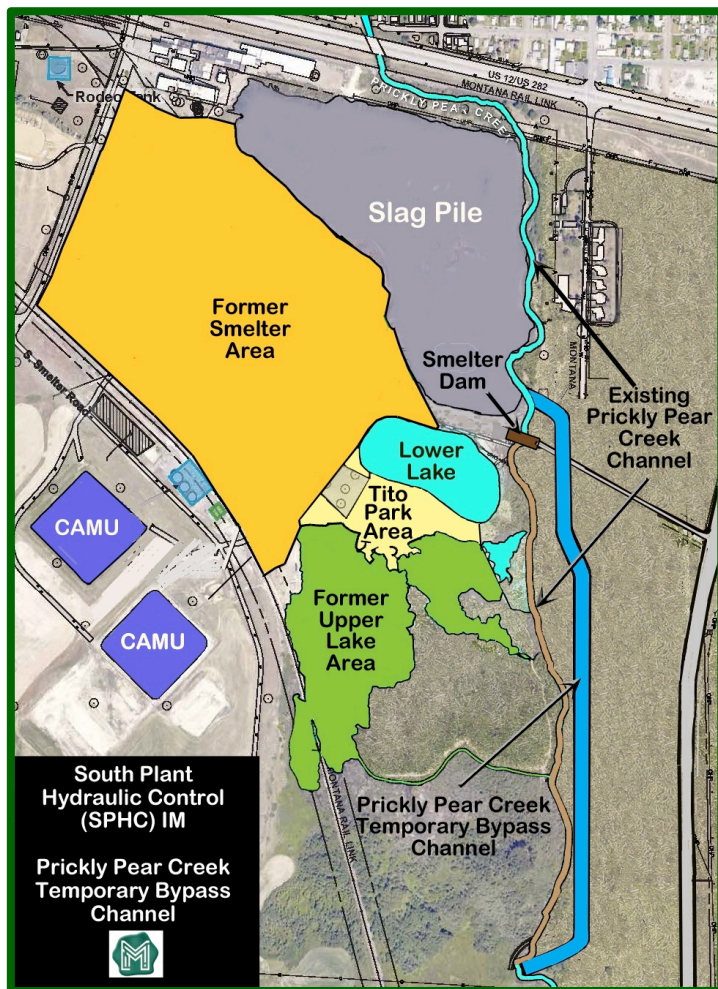 US 12/US 282
MONTANA RAIL LINK
PRICKLY PEAR CREEK
Rodeo Tank
Slag Pile
Former
Smelter
Area
Smelter
Dam
MONTANA
Existing
Prickly Pear
Creek
Channel
S. Smelter Road
Lower
Lake
Tito
Park
Area
CAMU
CAMU
Former
Upper
Lake
Area
MONTANA RAIL LINK
Prickly Pear Creek
Temporary Bypass
Channel
South Plant
Hydraulic Control
(SPHC) IM
Prickly Pear Creek
Temporary Bypass
Channel
M